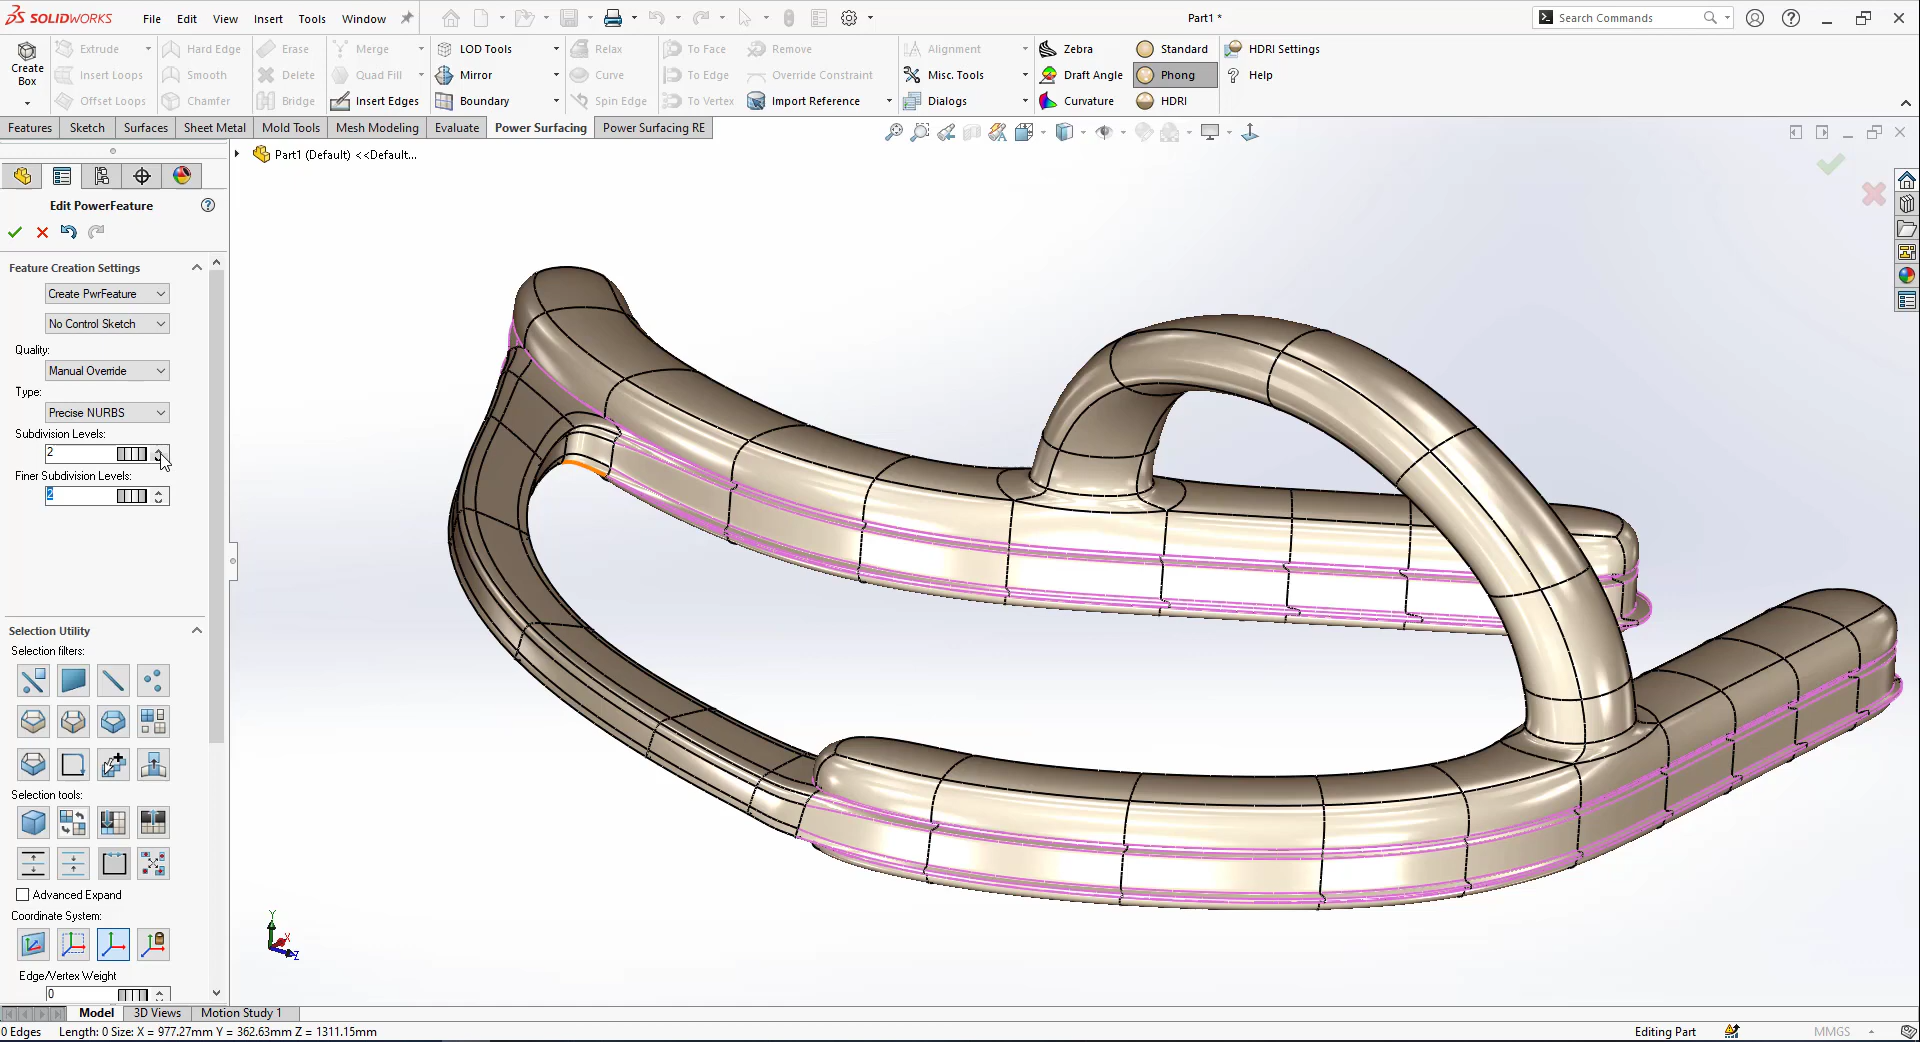 SOLIDWORKS File Edit View Insert Tools Window
Part1 *
Search Commands
Create Box
Extrude
Insert Loops
Offset Loops
Hard Edge
Smooth
Chamfer
Erase
Delete
Bridge
Merge
Quad Fill
Insert Edges
LOD Tools
Mirror
Boundary
Relax
Curve
Spin Edge
To Face
To Edge
To Vertex
Remove
Override Constraint
Import Reference
Alignment
Misc. Tools
Dialogs
Zebra
Draft Angle
Curvature
Standard
Phong
HDRI
HDRI Settings
Help
Features Sketch Surfaces Sheet Metal Mold Tools Mesh Modeling Evaluate Power Surfacing Power Surfacing RE
Part1 (Default) <<Default...
Edit PowerFeature
Feature Creation Settings
Create PwrFeature
No Control Sketch
Quality:
Manual Override
Type:
Precise NURBS
Subdivision Levels:
2
Finer Subdivision Levels:
2
Selection Utility
Selection filters:
Selection tools:
Advanced Expand
Coordinate System:
Edge/Vertex Weight
0
Y
X
Z
Model 3D Views Motion Study 1
0 Edges Length: 0 Size: X = 977.27mm Y = 362.63mm Z = 1311.15mm
Editing Part
MMGS